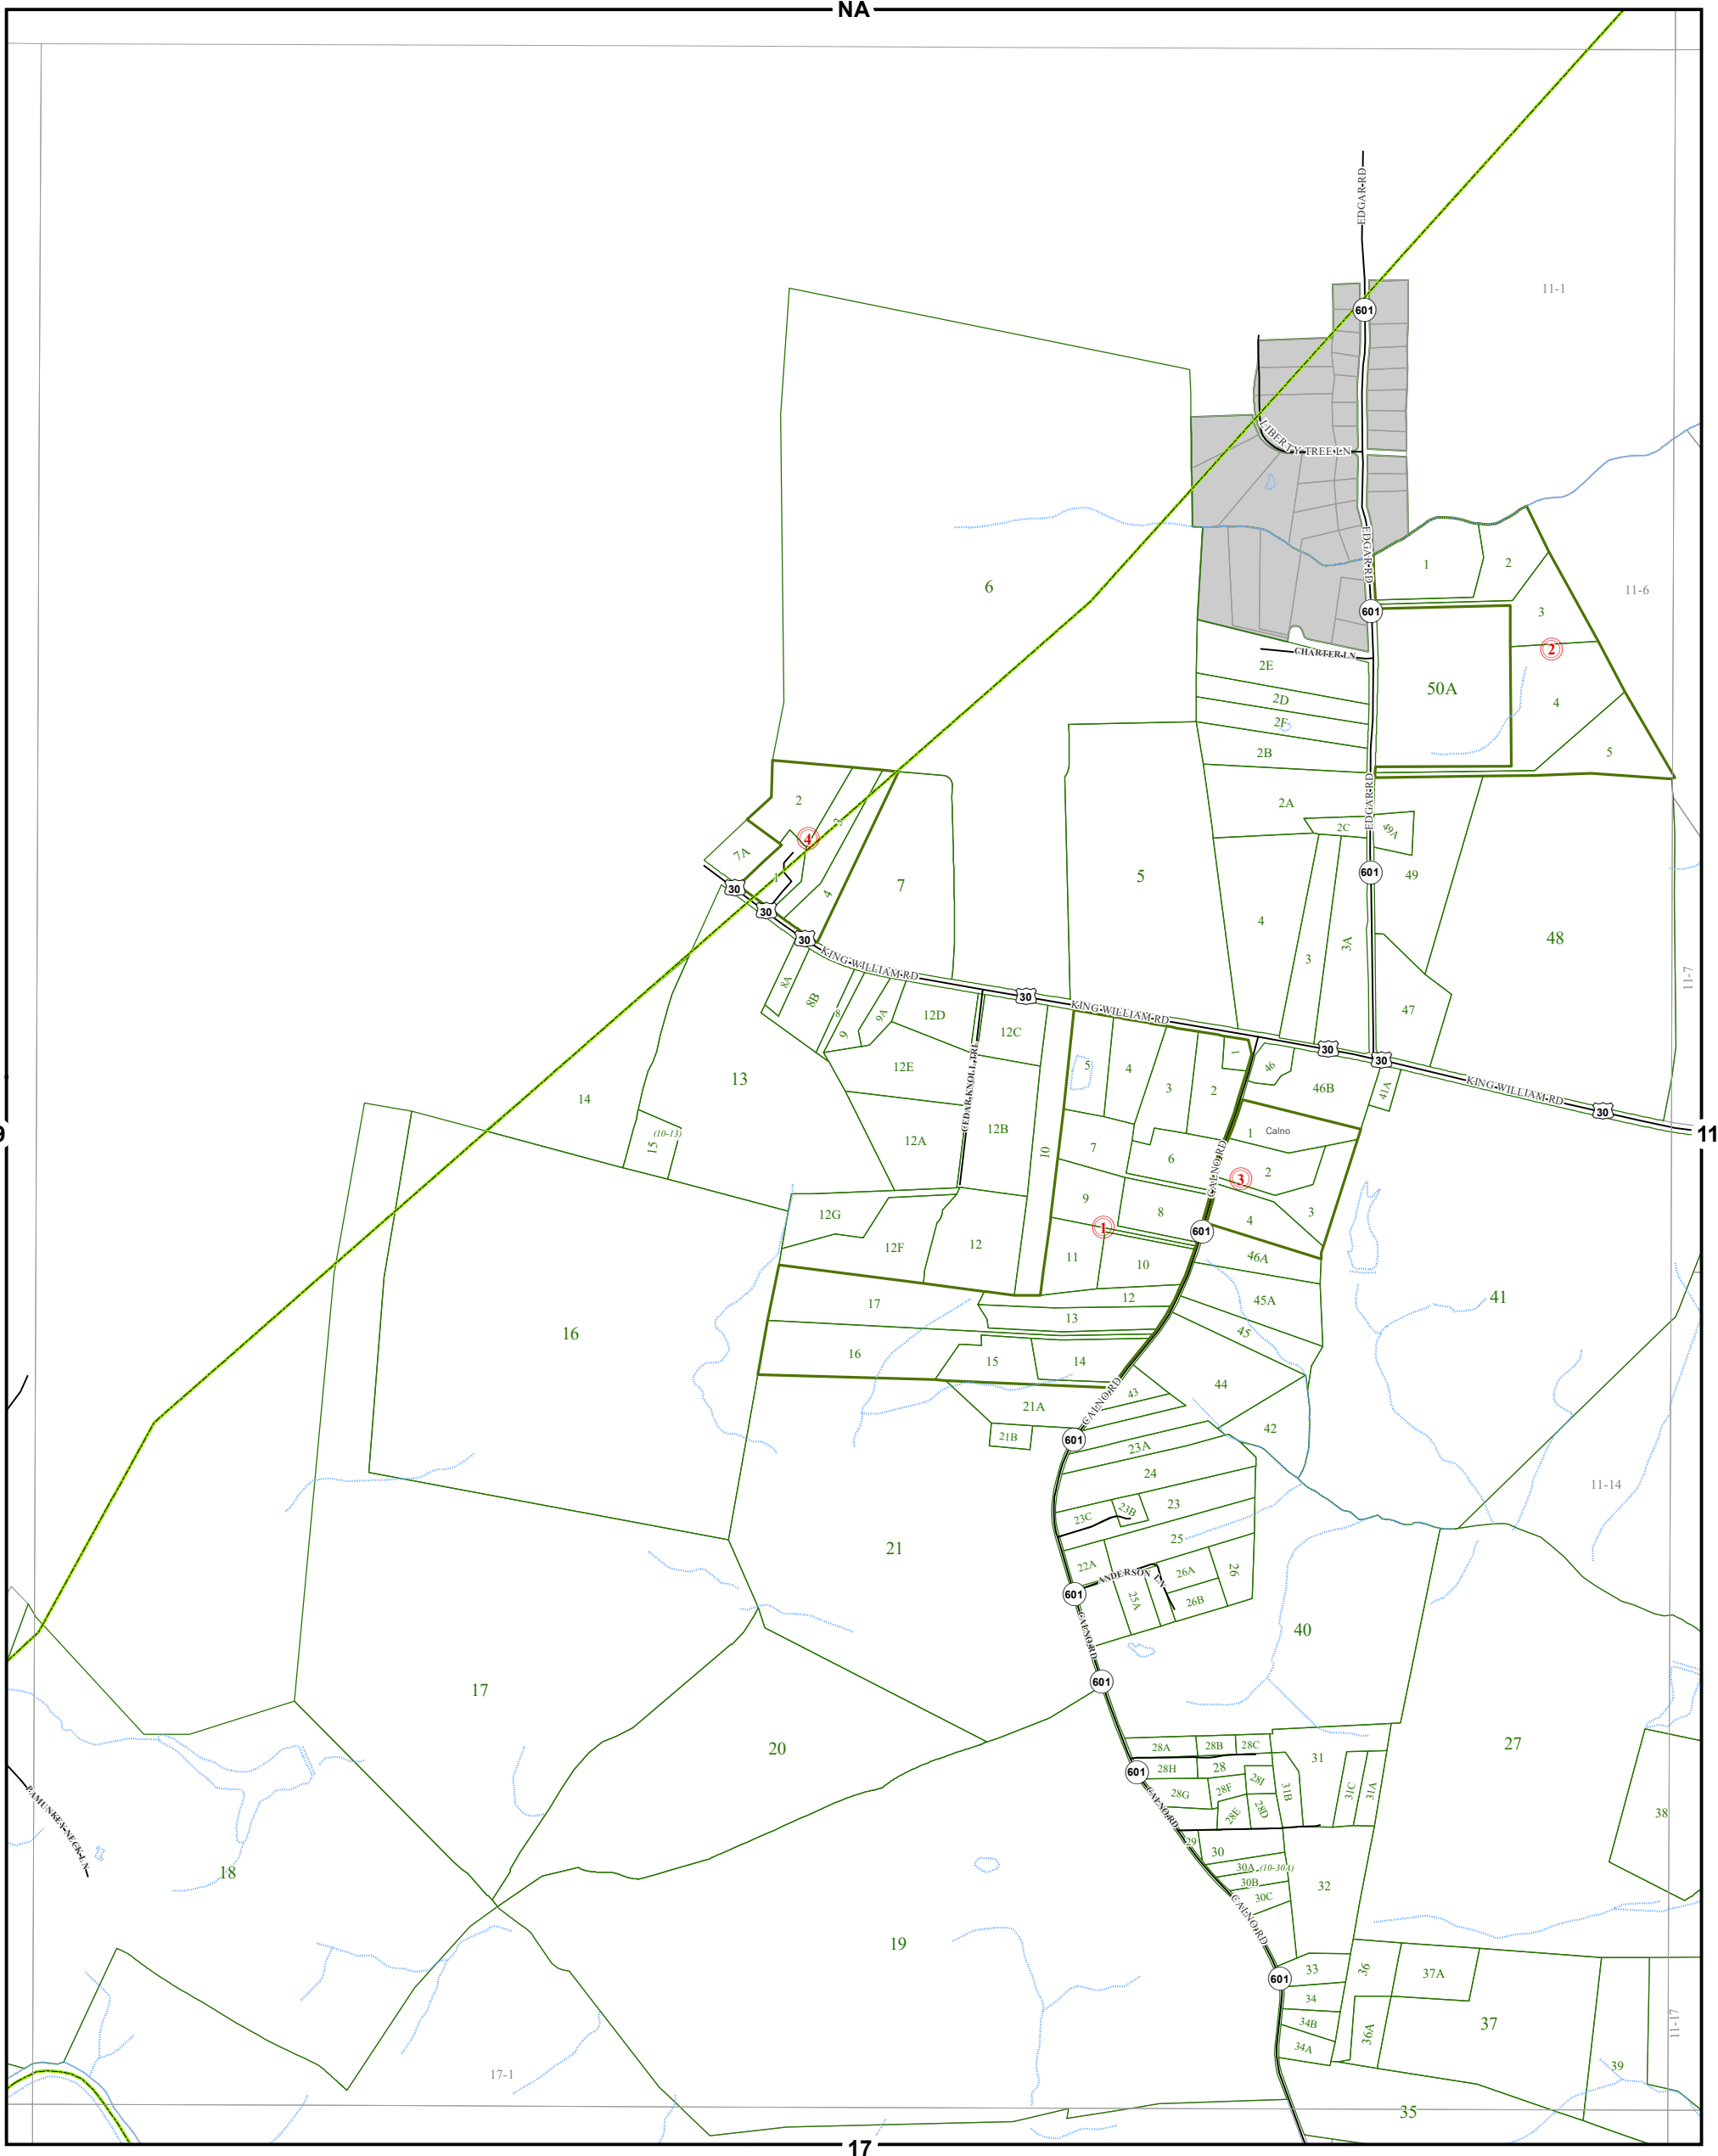 NA
EDGAR RD
11-1
601
LIBERTY TREE LN
EDGAR RD
1
2
6
11-6
601
3
2
CHARTER LN
2E
50A
2D
4
2F
2B
5
2
EDGAR RD
2A
3
4
2C
49A
7A
601
1
5
49
7
30
4
30
4
48
30
3A
3
KING WILLIAM RD
11-7
8A
30
8B
KING WILLIAM RD
47
8
9A
12D
9
12C
30
1
30
46
12E
5
4
13
3
2
46B
41A
KING WILLIAM RD
14
CEDAR KNOLL TRL
30
12B
9
(10-13)
1
Calno
11
15
12A
10
7
6
CALNO RD
2
3
9
12G
8
4
3
1
601
12F
12
11
46A
10
41
17
12
45A
13
16
45
16
15
14
44
43
CALNO RD
21A
42
21B
601
23A
24
11-14
23
23B
23C
25
21
22A
26A
26
ANDERSON LN
601
25A
26B
CALNO RD
40
601
17
28A
28B
28C
27
20
31
28H
28
601
28I
28G
28F
31B
31C
31A
CALNO RD
28E
28D
38
PAMUNKEY NECK LN
29
30
30A
(10-30A)
18
30B
32
30C
CALNO RD
19
33
36
37A
601
34
34B
37
11-17
36A
34A
39
17-1
35
17